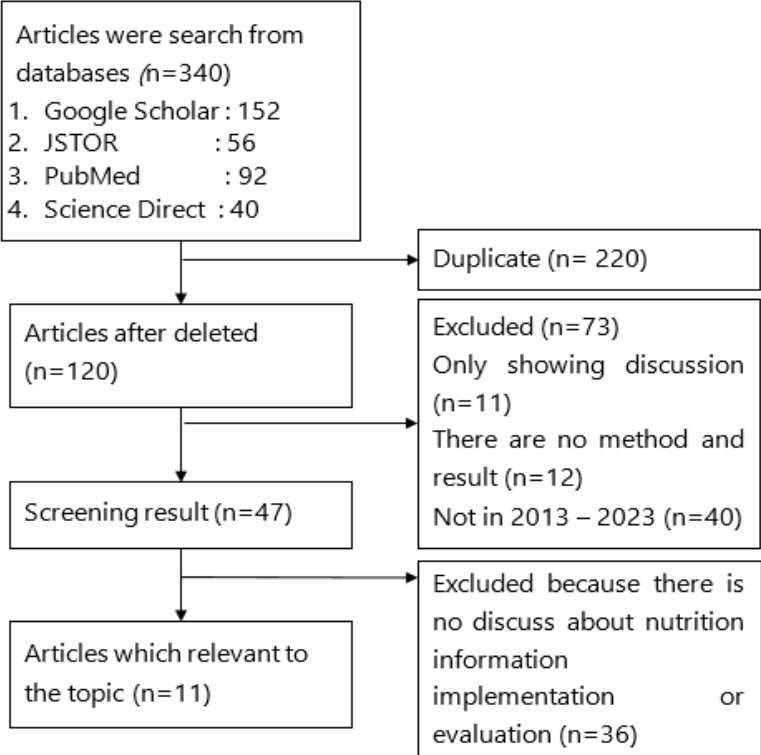 Articles were search from
databases (n=340)
1. Google Scholar : 152
2. JSTOR : 56
3. PubMed : 92
4. Science Direct : 40
Duplicate (n= 220)
Articles after deleted
(n=120)
Excluded (n=73)
Only showing discussion
(n=11)
There are no method and
result (n=12)
Not in 2013 – 2023 (n=40)
Screening result (n=47)
Excluded because there is
no discuss about nutrition
information
implementation or
evaluation (n=36)
Articles which relevant to
the topic (n=11)